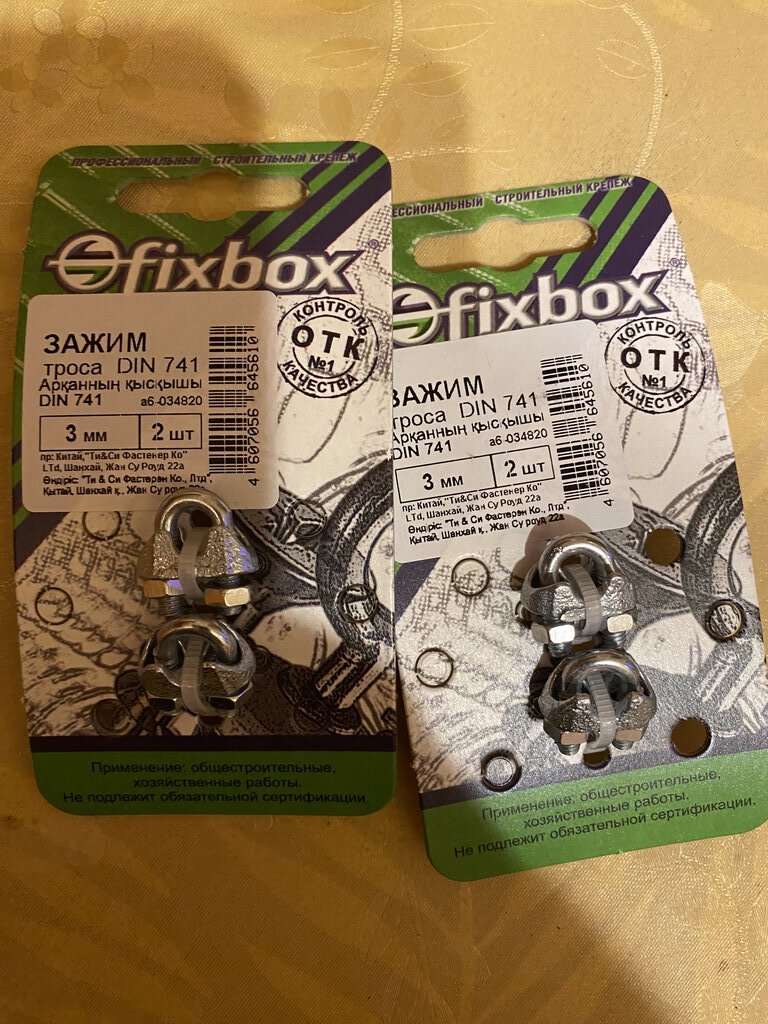 ПРОФЕССИОНАЛЬНЫЙ СТРОИТЕЛЬНЫЙ КРЕПЕЖ
fixbox®
ЗАЖИМ
троса DIN 741
Арқанның қысқышы
DIN 741 а6-034820
3 мм 2 шт
пр: Китай,"Ти&Си Фастенер Ко"
LTd, Шанхай, Жан Су Роуд 22а
Өндіріс: "Ти & Си Фастерән Ко., Лтд",
Қытай, Шанхай қ., Жан Су роуд 22а
4 607056 645610
КОНТРОЛЬ
ОТК
№1
КАЧЕСТВА
Применение: общестроительные,
хозяйственные работы.
Не подлежит обязательной сертификации.
ЕССИОНАЛЬНЫЙ СТРОИТЕЛЬНЫЙ КРЕПЕЖ
fixbox®
ЗАЖИМ
троса DIN 741
Арқанның қысқышы
DIN 741 а6-034820
3 мм 2 шт
пр: Китай,"Ти&Си Фастенер Ко"
LTd, Шанхай, Жан Су Роуд 22а
Өндіріс: "Ти & Си Фастерән Ко., Лтд",
Қытай, Шанхай қ., Жан Су роуд 22а
4 607056 645610
КОНТРОЛЬ
ОТК
№1
КАЧЕСТВА
Применение: общестроительные,
хозяйственные работы.
Не подлежит обязательной сертификации.